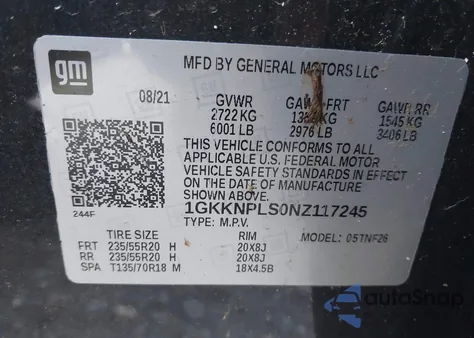 gm
MFD BY GENERAL MOTORS LLC
08/21 GVWR GAWR FRT GAWR RR
2722 KG 1545 KG
6001 LB 2976 LB 3406 LB
THIS VEHICLE CONFORMS TO ALL
APPLICABLE U.S. FEDERAL MOTOR
VEHICLE SAFETY STANDARDS IN EFFECT
ON THE DATE OF MANUFACTURE
SHOWN ABOVE
1GKKNPLS0NZ117245
TYPE: M.P.V. MODEL: 05TNF26
244F
TIRE SIZE RIM
FRT 235/55R20 H 20X8J
RR 235/55R20 H 20X8J
SPA T135/70R18 M 18X4.5B
AutoSnap